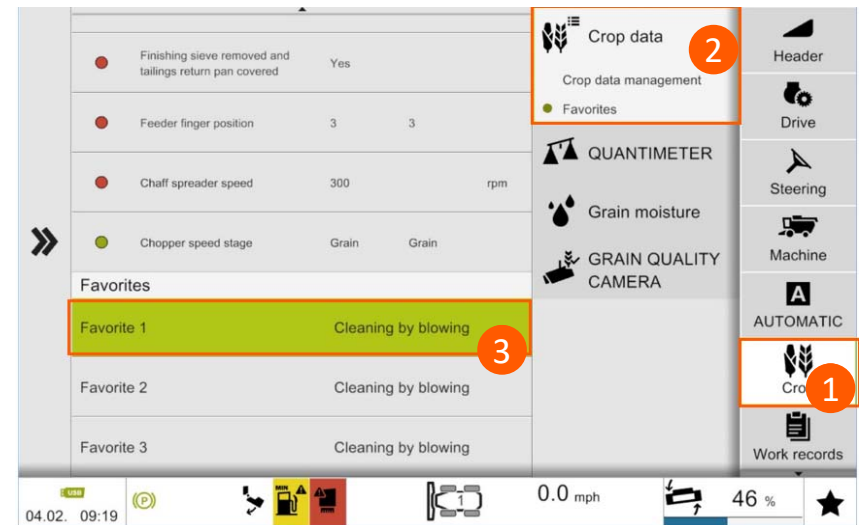 Finishing sieve removed and
tailings return pan covered
Yes
Feeder finger position
3
3
Chaff spreader speed
300
rpm
Chopper speed stage
Grain
Grain
Favorites
Favorite 1
Cleaning by blowing
3
Favorite 2
Cleaning by blowing
Favorite 3
Cleaning by blowing
Crop data
2
Crop data management
Favorites
QUANTIMETER
Grain moisture
GRAIN QUALITY
CAMERA
Header
Drive
Steering
Machine
A
AUTOMATIC
Cro
1
Work records
USB
04.02. 09:19
(P)
MIN
1
0.0 mph
46 %